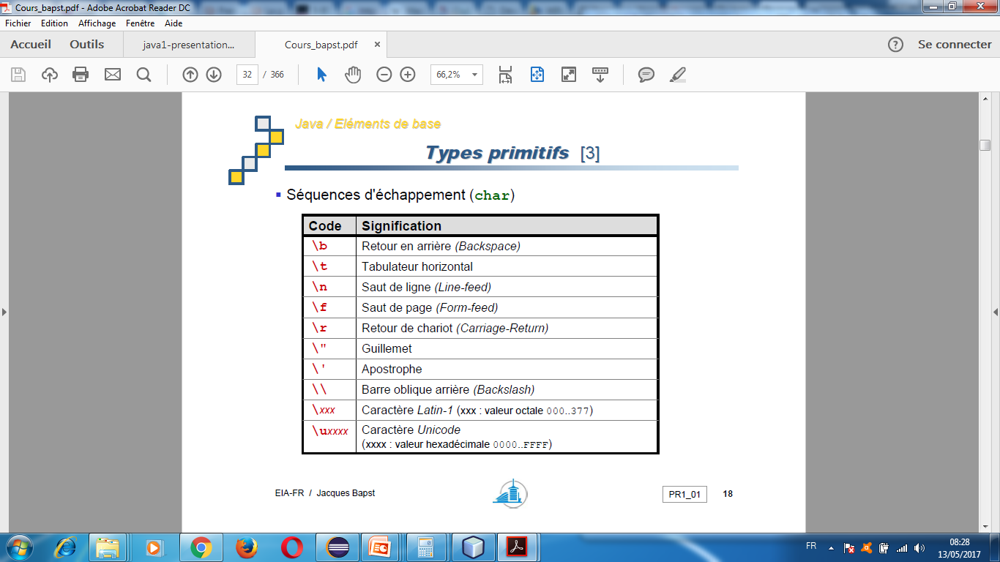 Cours_bapst.pdf - Adobe Acrobat Reader DC
Fichier Edition Affichage Fenêtre Aide
Accueil Outils java1-presentation... Cours_bapst.pdf × ? Se connecter
32 / 366 66,2%
Java / Eléments de base
Types primitifs [3]
Séquences d'échappement (char)
Code Signification
\b Retour en arrière (Backspace)
\t Tabulateur horizontal
\n Saut de ligne (Line-feed)
\f Saut de page (Form-feed)
\r Retour de chariot (Carriage-Return)
\" Guillemet
\' Apostrophe
\\ Barre oblique arrière (Backslash)
\xxx Caractère Latin-1 (xxx : valeur octale 000..377)
\uxxxx Caractère Unicode
(xxxx : valeur hexadécimale 0000..FFFF)
EIA-FR / Jacques Bapst PR1_01 18
FR 08:28
13/05/2017